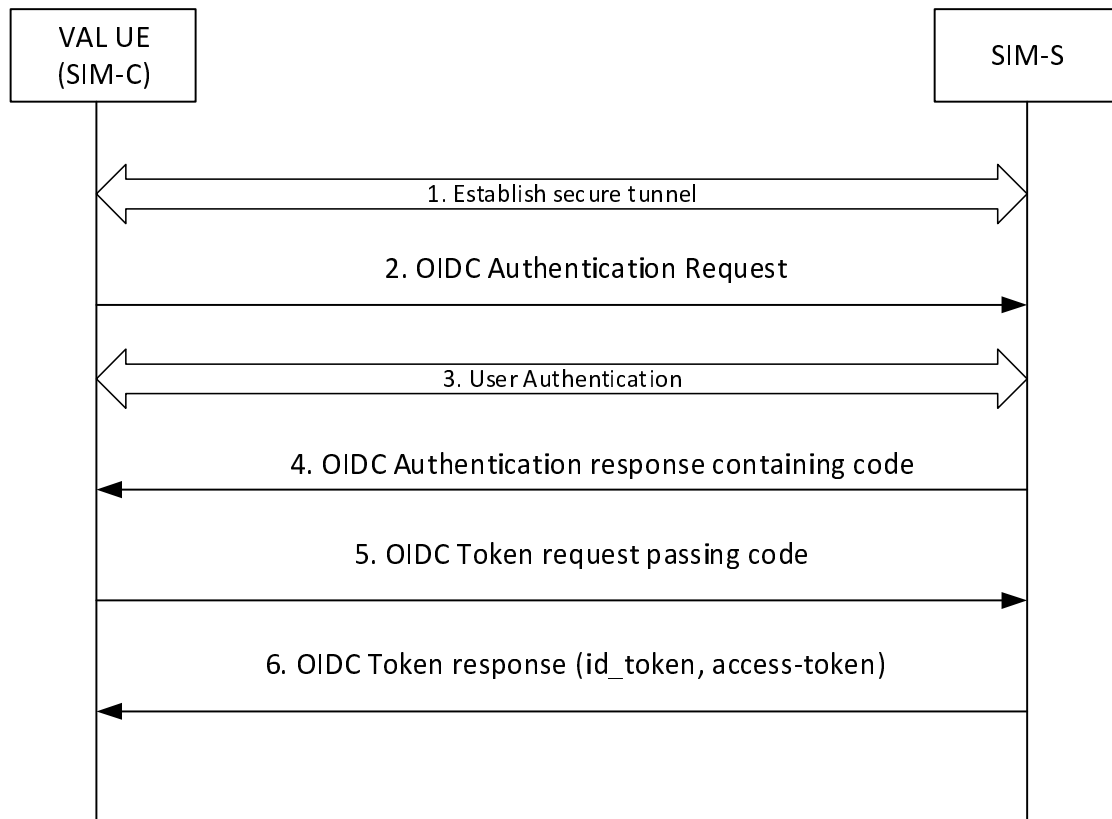 VAL UE
(SIM-C)
SIM-S
1. Establish secure tunnel
2. OIDC Authentication Request
3. User Authentication
4. OIDC Authentication response containing code
5. OIDC Token request passing code
6. OIDC Token response (id_token, access-token)